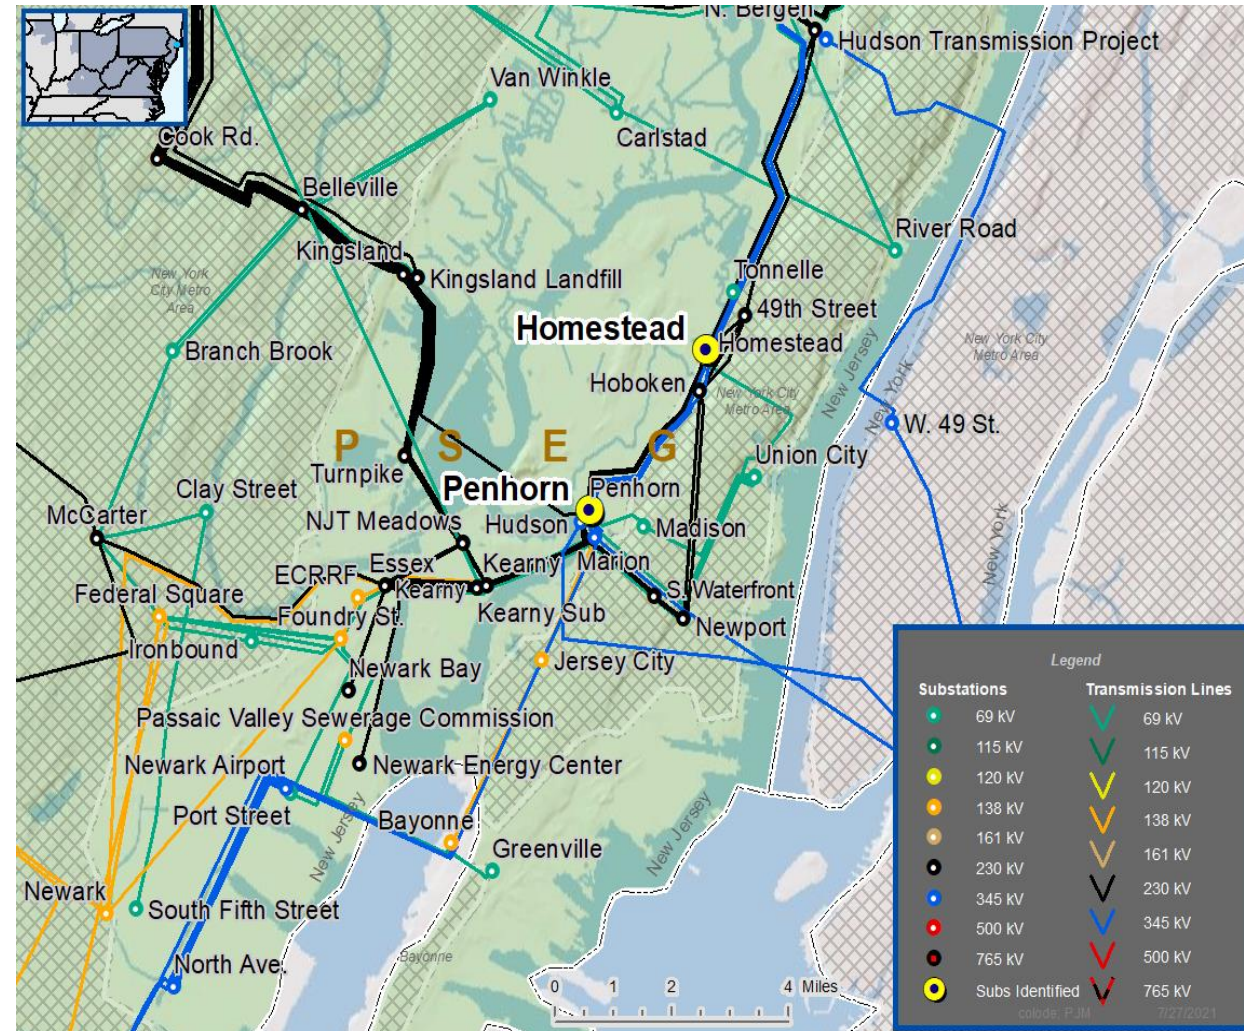 N. Bergen
Hudson Transmission Project
Van Winkle
Carlstad
Cook Rd.
Belleville
River Road
Kingsland
Kingsland Landfill
Tonnelle
New York
City Metro
Area
49th Street
Homestead
Homestead
New York City
Metro Area
Branch Brook
New Jersey
New York
Hoboken
New York City
Metro Area
W. 49 St.
P S E G
Turnpike
Union City
Penhorn
Penhorn
Clay Street
McCarter
NJT Meadows
Hudson
Madison
New York
ECRRF
Essex
Kearny
Marion
Federal Square
Kearny
S. Waterfront
Foundry St.
Kearny Sub
Newport
Ironbound
Jersey City
Newark Bay
Passaic Valley Sewerage Commission
Newark Airport
Newark Energy Center
Port Street
New Jersey
Bayonne
New Jersey
Greenville
Newark
South Fifth Street
North Ave.
Bayonne
0 1 2 4 Miles
Legend
Substations Transmission Lines
69 kV 69 kV
115 kV 115 kV
120 kV 120 kV
138 kV 138 kV
161 kV 161 kV
230 kV 230 kV
345 kV 345 kV
500 kV 500 kV
765 kV 765 kV
Subs Identified
colode: PJM 7/27/2021